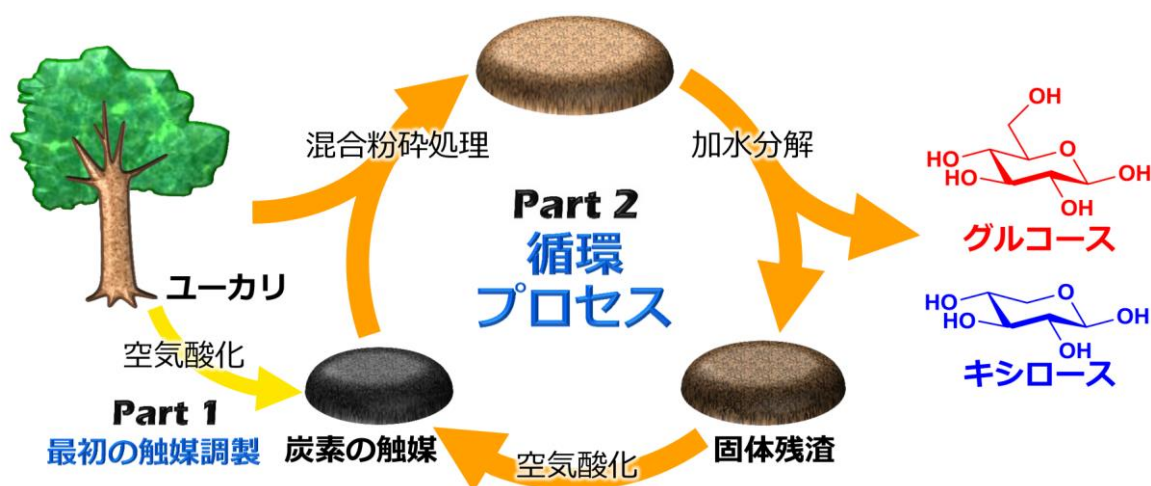 混合粉砕処理
加水分解
Part 2
循環
プロセス
ユーカリ
空気酸化
Part 1
最初の触媒調製
炭素の触媒
空気酸化
固体残渣
OH
O
HO
HO
OH
OH
グルコース
O
HO
HO
OH
OH
キシロース